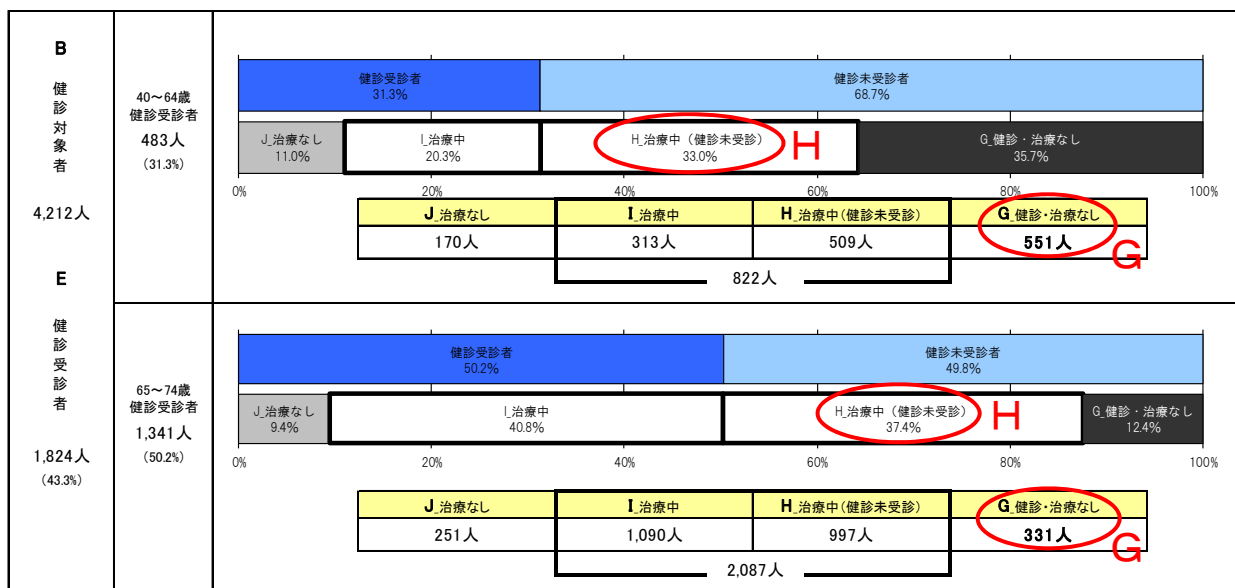 B
健診対象者
4,212人
E
健診受診者
1,824人
(43.3%)
40～64歳
健診受診者
483人
(31.3%)
健診受診者
31.3%
健診未受診者
68.7%
J_治療なし
11.0%
I_治療中
20.3%
H_治療中（健診未受診）
33.0%
H
G_健診・治療なし
35.7%
0% 20% 40% 60% 80% 100%
J_治療なし I_治療中 H_治療中(健診未受診) G_健診・治療なし
170人 313人 509人 551人
G
822人
65～74歳
健診受診者
1,341人
(50.2%)
健診受診者
50.2%
健診未受診者
49.8%
J_治療なし
9.4%
I_治療中
40.8%
H_治療中（健診未受診）
37.4%
H
G_健診・治療なし
12.4%
0% 20% 40% 60% 80% 100%
J_治療なし I_治療中 H_治療中(健診未受診) G_健診・治療なし
251人 1,090人 997人 331人
G
2,087人